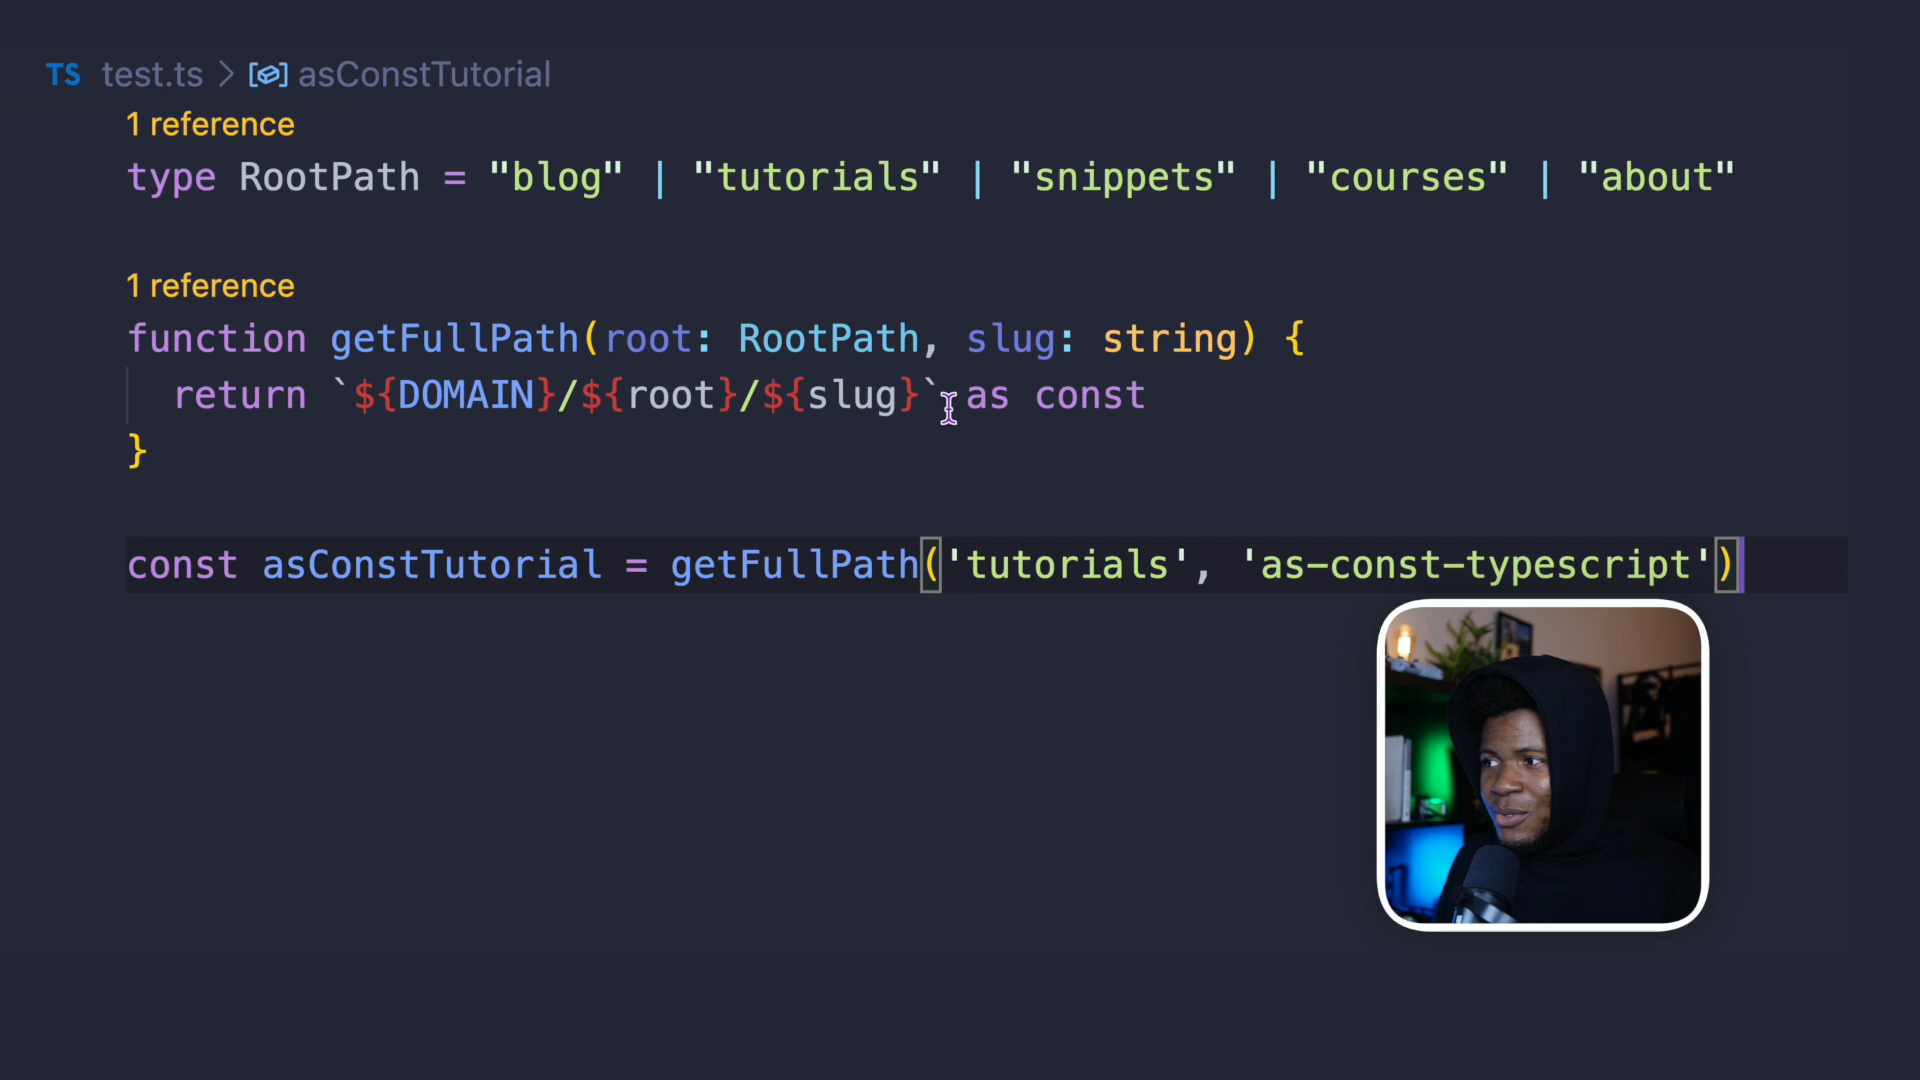 TS test.ts > asConstTutorial
1 reference
type RootPath = "blog" | "tutorials" | "snippets" | "courses" | "about"
1 reference
function getFullPath(root: RootPath, slug: string) {
return `${DOMAIN}/${root}/${slug}` as const
}
const asConstTutorial = getFullPath('tutorials', 'as-const-typescript')